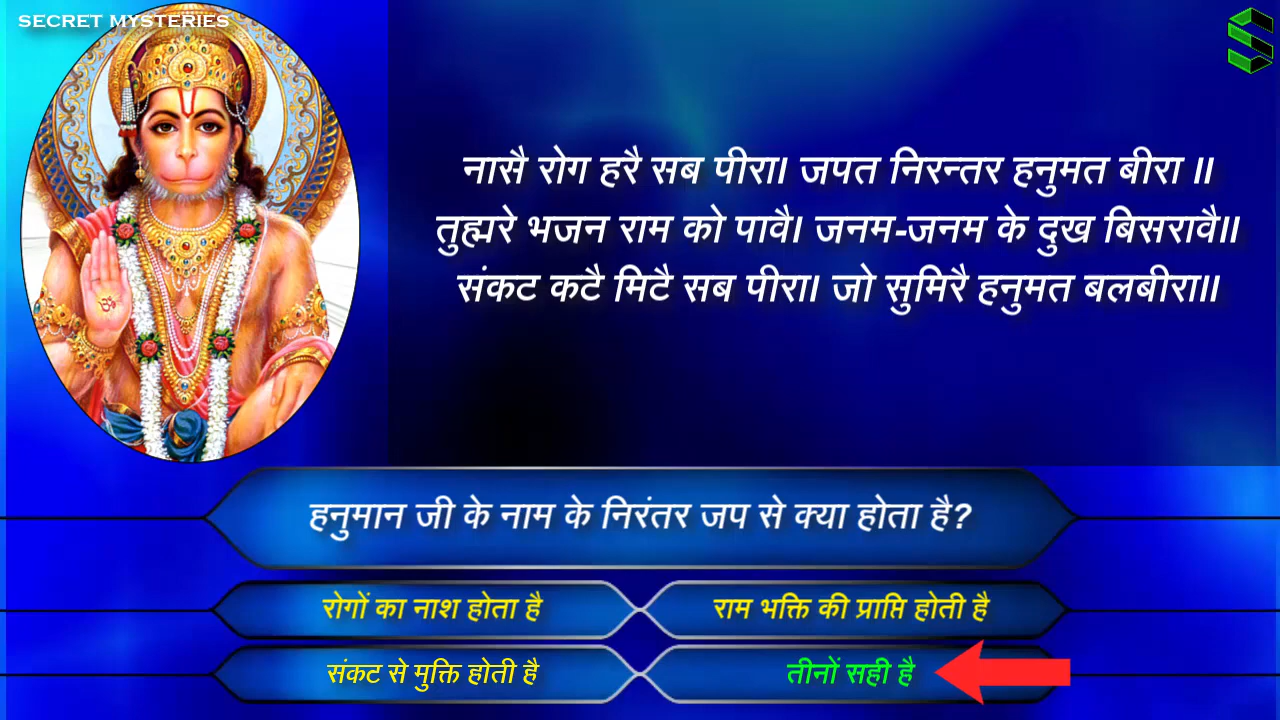 SECRET MYSTERIES
नासै रोग हरै सब पीरा। जपत निरन्तर हनुमत बीरा ॥
तुह्मरे भजन राम को पावै। जनम-जनम के दुख बिसरावै॥
संकट कटै मिटै सब पीरा। जो सुमिरै हनुमत बलबीरा॥
हनुमान जी के नाम के निरंतर जप से क्या होता है?
रोगों का नाश होता है
राम भक्ति की प्राप्ति होती है
संकट से मुक्ति होती है
तीनों सही है